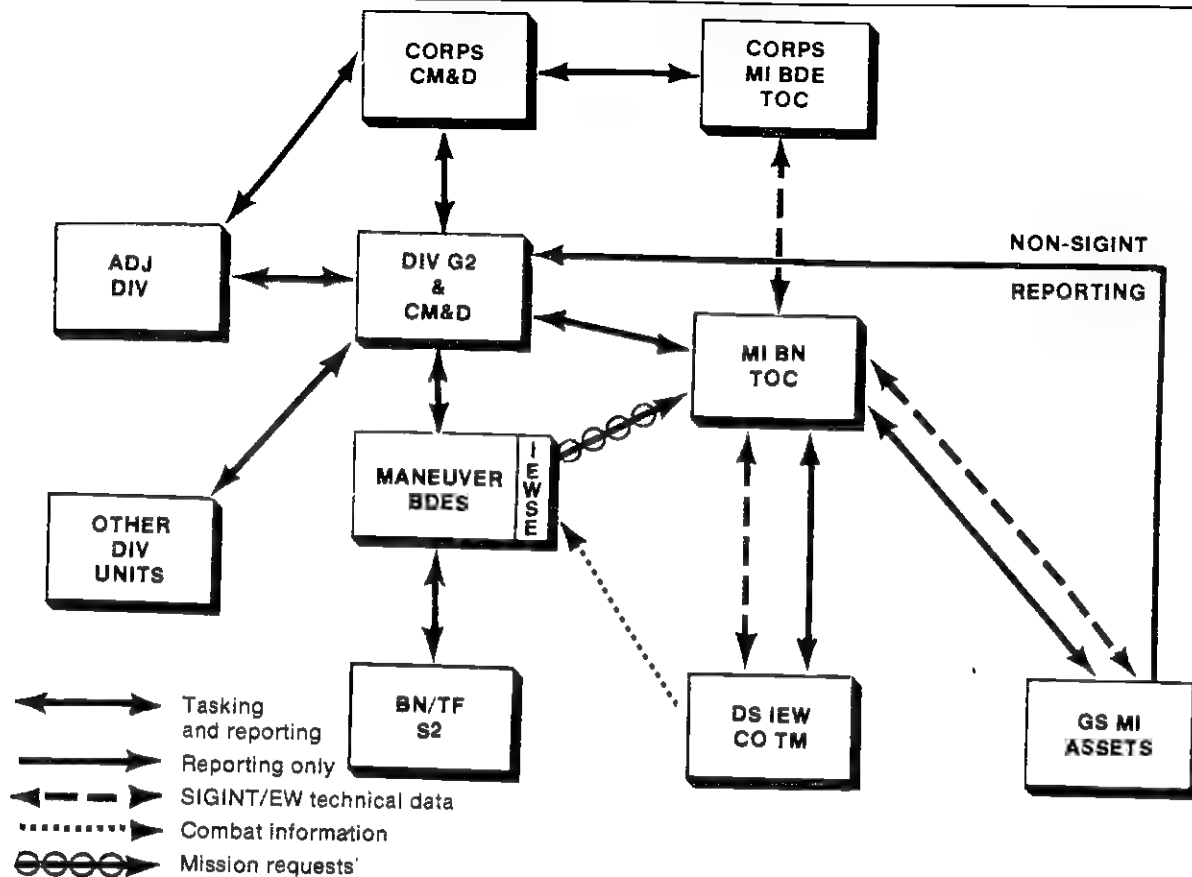 CORPS
CM&D
CORPS
MI BDE
TOC
ADJ
DIV
DIV G2
&
CM&D
NON-SIGINT
REPORTING
MI BN
TOC
MANEUVER
BDES
IEWSE
OTHER
DIV
UNITS
BN/TF
S2
DS IEW
CO TM
GS MI
ASSETS
Tasking
and reporting
Reporting only
SIGINT/EW technical data
Combat information
Mission requests